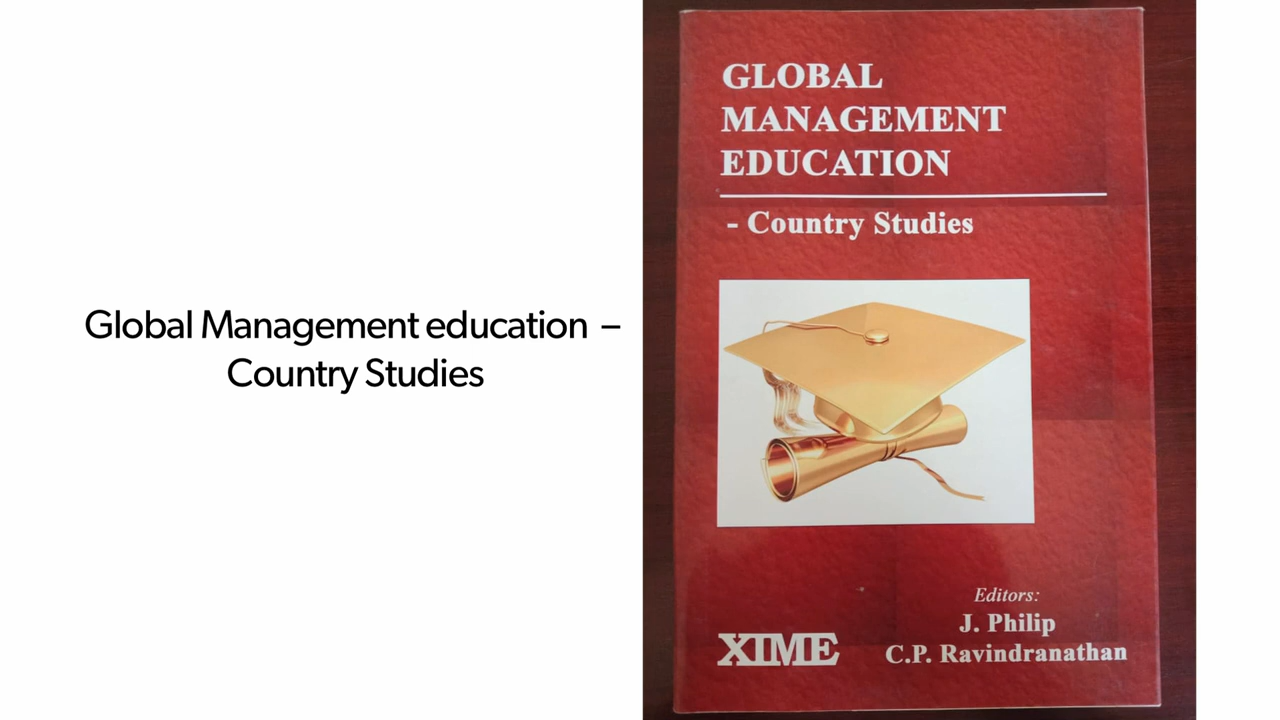 Global Management education –
Country Studies
GLOBAL
MANAGEMENT
EDUCATION
- Country Studies
Editors:
J. Philip
C.P. Ravindranathan
XIME